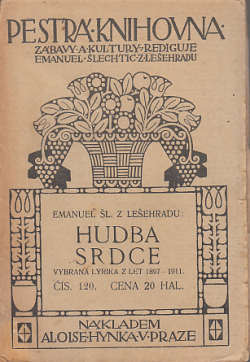 PESTRÁ·KNIHOVNA
ZÁBAVY·A·KULTURY·REDIGUJE
EMANUEL·ŠLECHTIC·Z·LEŠEHRADU
EMANUEL ŠL. Z LEŠEHRADU:
HUDBA
SRDCE
VYBRANÁ LYRIKA Z LET 1897-1911.
ČÍS. 120. CENA 20 HAL.
NÁKLADEM
ALOISE·HYNKA·V·PRAZE